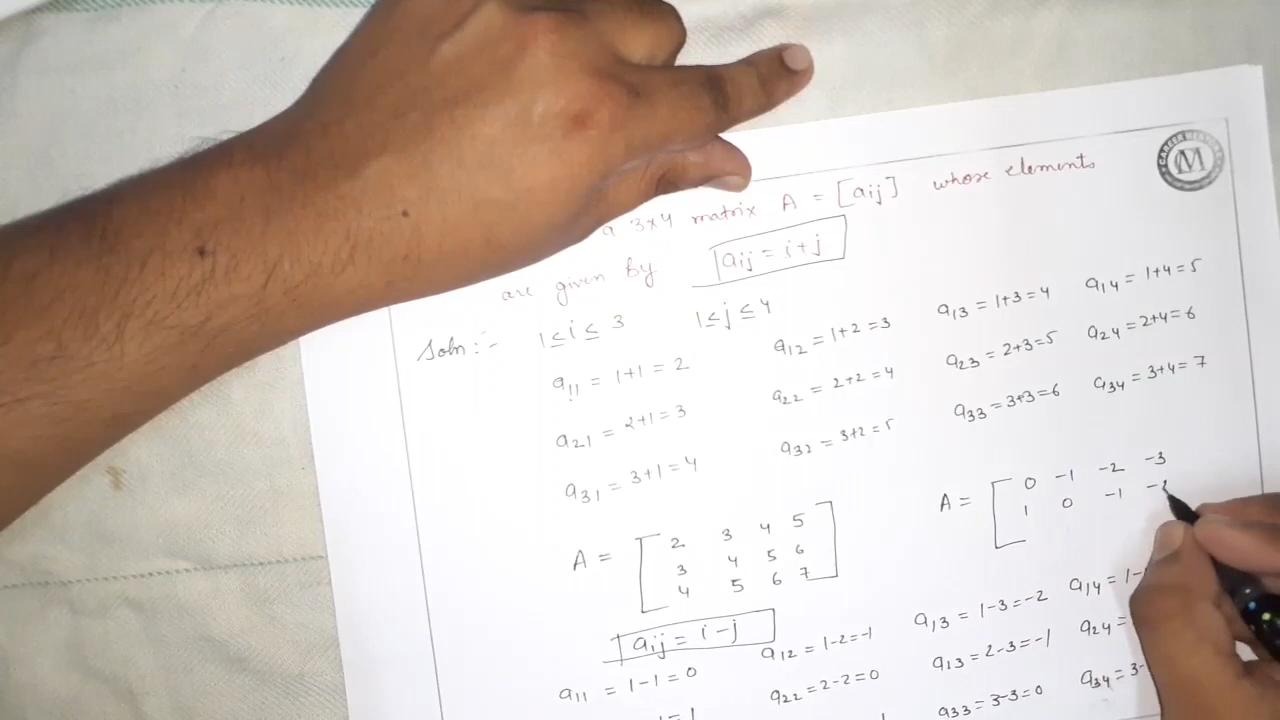 a 3x4 matrix A = [aij] whose elements
are given by aij = i+j
Soln:- 1≤i≤3 1≤j≤4
a11 = 1+1=2 a12 = 1+2=3 a13 = 1+3=4 a14 = 1+4=5
a21 = 2+1=3 a22 = 2+2=4 a23 = 2+3=5 a24 = 2+4=6
a31 = 3+1=4 a32 = 3+2=5 a33 = 3+3=6 a34 = 3+4=7
A = [ 2 3 4 5
3 4 5 6
4 5 6 7 ]
A = [ 0 -1 -2 -3
1 0 -1
aij = i-j
a11 = 1-1=0 a12 = 1-2=-1 a13 = 1-3=-2 a14 = 1-
a22 = 2-2=0 a13 = 2-3=-1 a24 =
a33 = 3-3=0 a34 = 3-
M